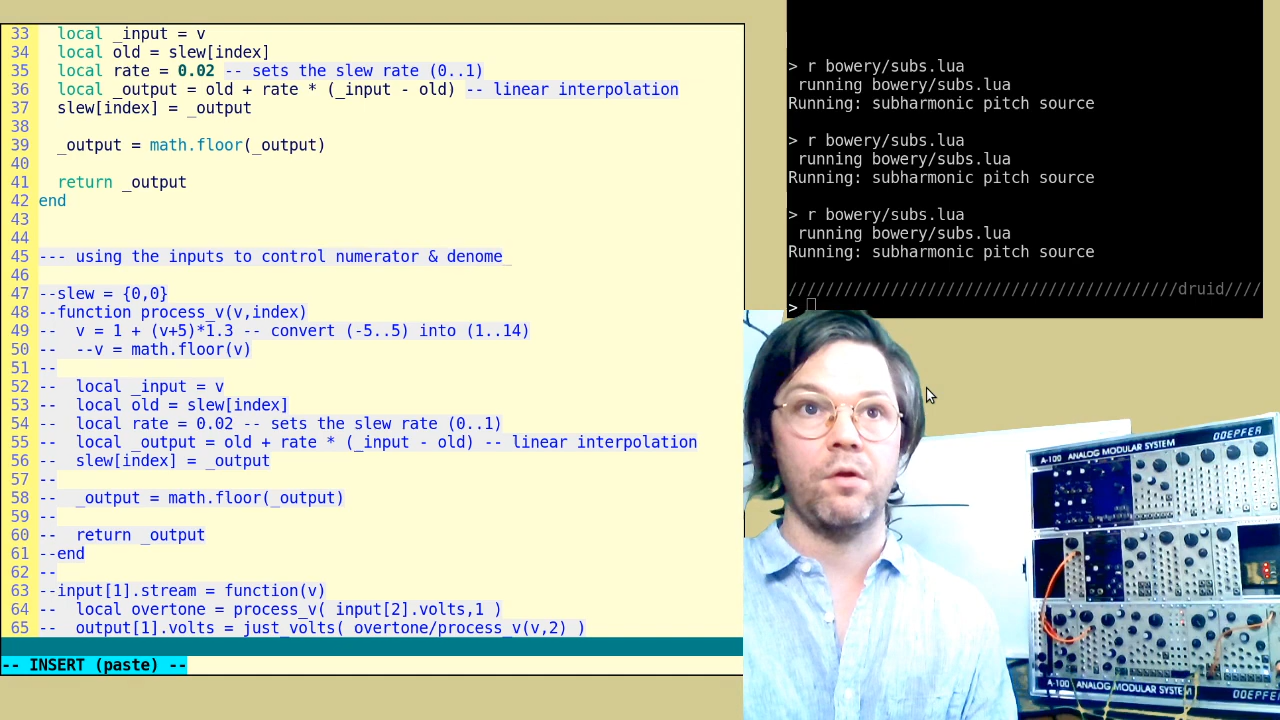 33   local _input = v
34   local old = slew[index]
35   local rate = 0.02 -- sets the slew rate (0..1)
36   local _output = old + rate * (_input - old) -- linear interpolation
37   slew[index] = _output
38
39   _output = math.floor(_output)
40
41   return _output
42 end
43
44
45 --- using the inputs to control numerator & denome
46
47 --slew = {0,0}
48 --function process_v(v,index)
49 --  v = 1 + (v+5)*1.3 -- convert (-5..5) into (1..14)
50 --  --v = math.floor(v)
51 --
52 --  local _input = v
53 --  local old = slew[index]
54 --  local rate = 0.02 -- sets the slew rate (0..1)
55 --  local _output = old + rate * (_input - old) -- linear interpolation
56 --  slew[index] = _output
57 --
58 --  _output = math.floor(_output)
59 --
60 --  return _output
61 --end
62 --
63 --input[1].stream = function(v)
64 --  local overtone = process_v( input[2].volts,1 )
65 --  output[1].volts = just_volts( overtone/process_v(v,2) )
-- INSERT (paste) --
> r bowery/subs.lua
 running bowery/subs.lua
Running: subharmonic pitch source
> r bowery/subs.lua
 running bowery/subs.lua
Running: subharmonic pitch source
> r bowery/subs.lua
 running bowery/subs.lua
Running: subharmonic pitch source
//////////////////////////////////////////druid////
>
A-100 ANALOG MODULAR SYSTEM DOEPFER
A-100 ANALOG MODULAR SYSTEM DOEPFER